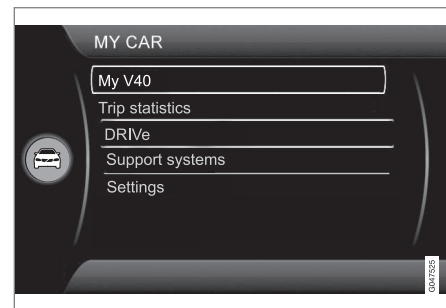 MY CAR
My V40
Trip statistics
DRIVe
Support systems
Settings
G047525